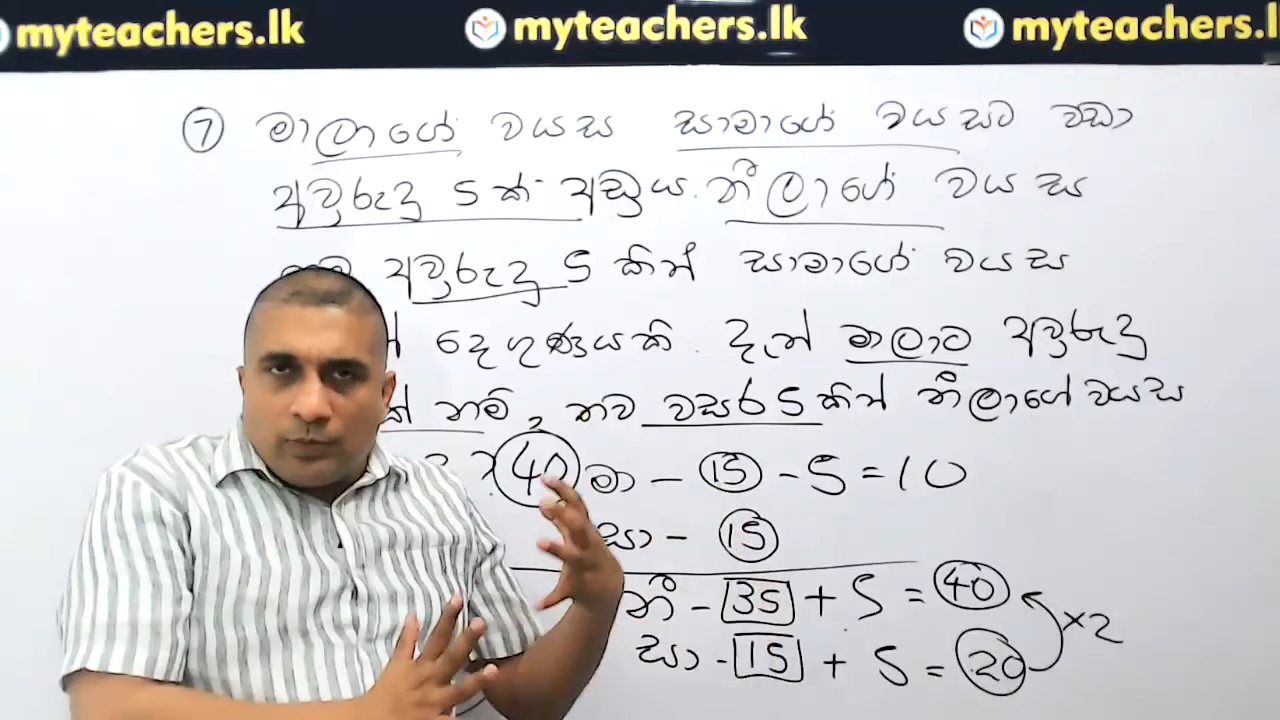 myteachers.lk myteachers.lk myteachers.l
⑦ මාලාගේ වයස සාමාගේ වයසට වඩා
අවුරුදු 5ක් අඩුය. නීලාගේ වයස
තව අවුරුදු 5 කින් සාමාගේ වයස
දෙගුණයකි. දැන් මාලාට අවුරුදු
ක් නම්, තව වසර 5 කින් නීලාගේ වයස
? 40 මා - 15 - 5 = 10
සා - 15
නී - 35 + 5 = 40
සා - 15 + 5 = 20 ×2